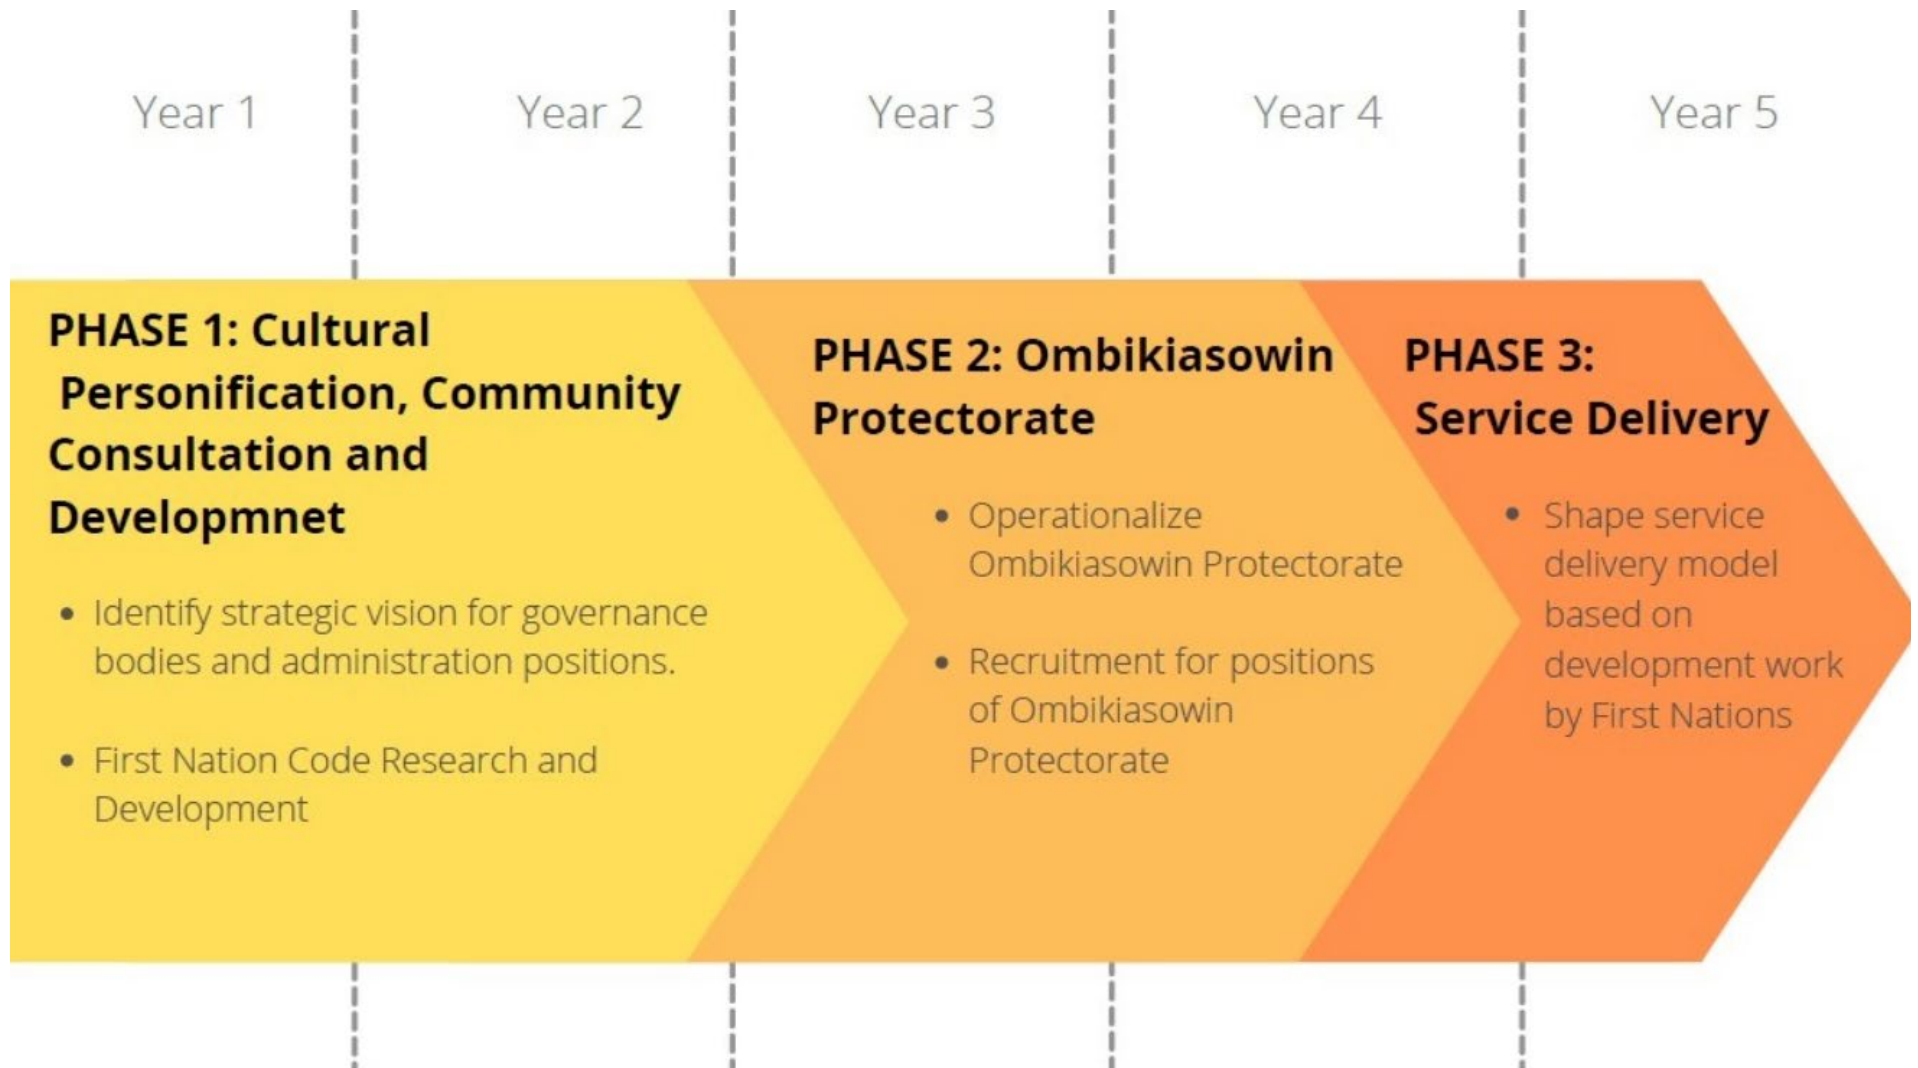 Year 1
Year 2
Year 3
Year 4
Year 5
PHASE 1: Cultural
Personification, Community
Consultation and
Developmnet
• Identify strategic vision for governance
bodies and administration positions.
• First Nation Code Research and
Development
PHASE 2: Ombikiasowin
Protectorate
• Operationalize
Ombikiasowin Protectorate
• Recruitment for positions
of Ombikiasowin
Protectorate
PHASE 3:
Service Delivery
• Shape service
delivery model
based on
development work
by First Nations